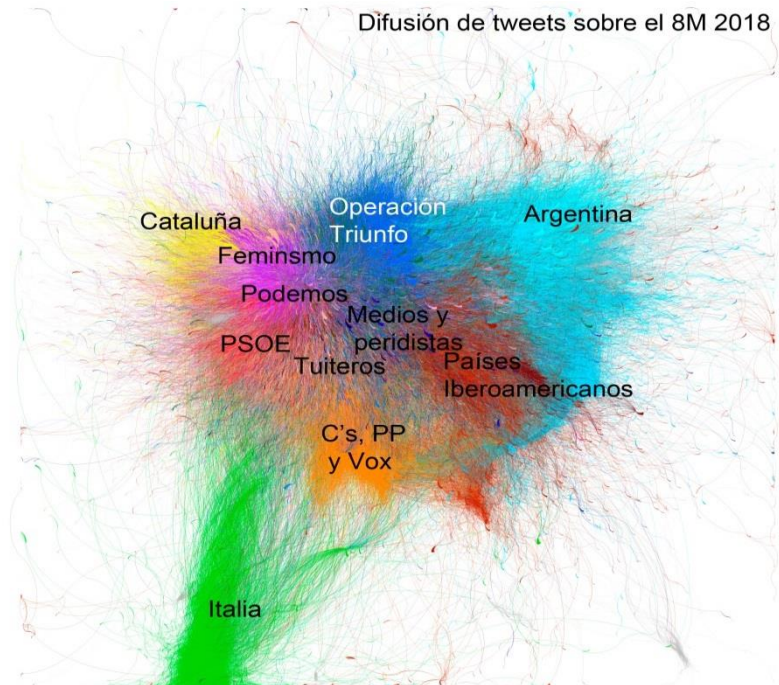 Difusión de tweets sobre el 8M 2018
Operación
Triunfo
Argentina
Cataluña
Feminsmo
Podemos
Medios y
peridistas
PSOE
Tuiteros
Países
Iberoamericanos
C's, PP
y Vox
Italia